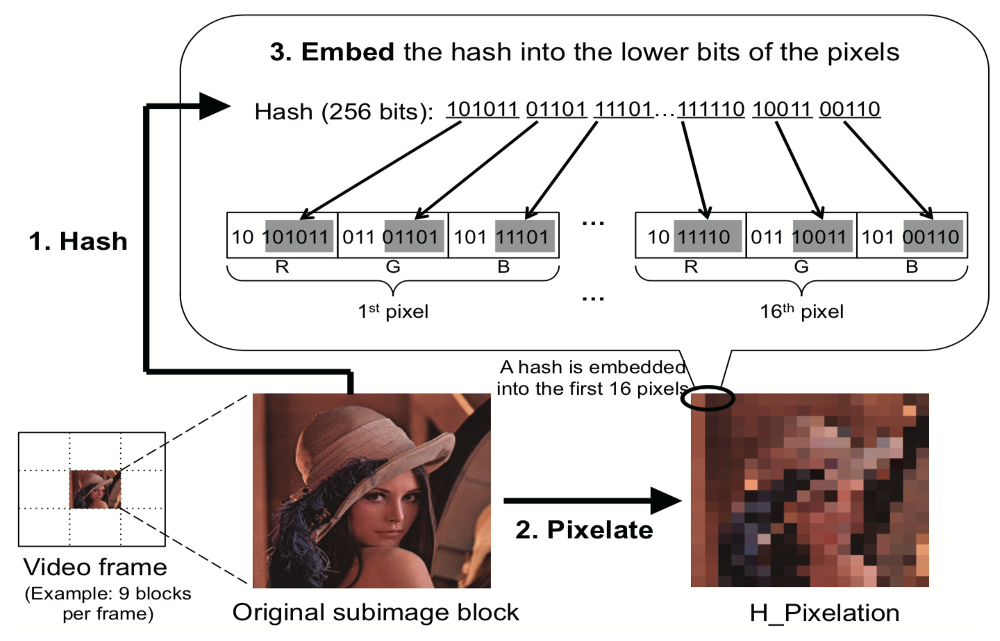 3. Embed the hash into the lower bits of the pixels
Hash (256 bits): 101011 01101 11101...111110 10011 00110
10 101011 011 01101 101 11101 ... 10 11110 011 10011 101 00110
R G B R G B
1st pixel ... 16th pixel
1. Hash
A hash is embedded
into the first 16 pixels
2. Pixelate
Video frame
(Example: 9 blocks
per frame)
Original subimage block
H_Pixelation